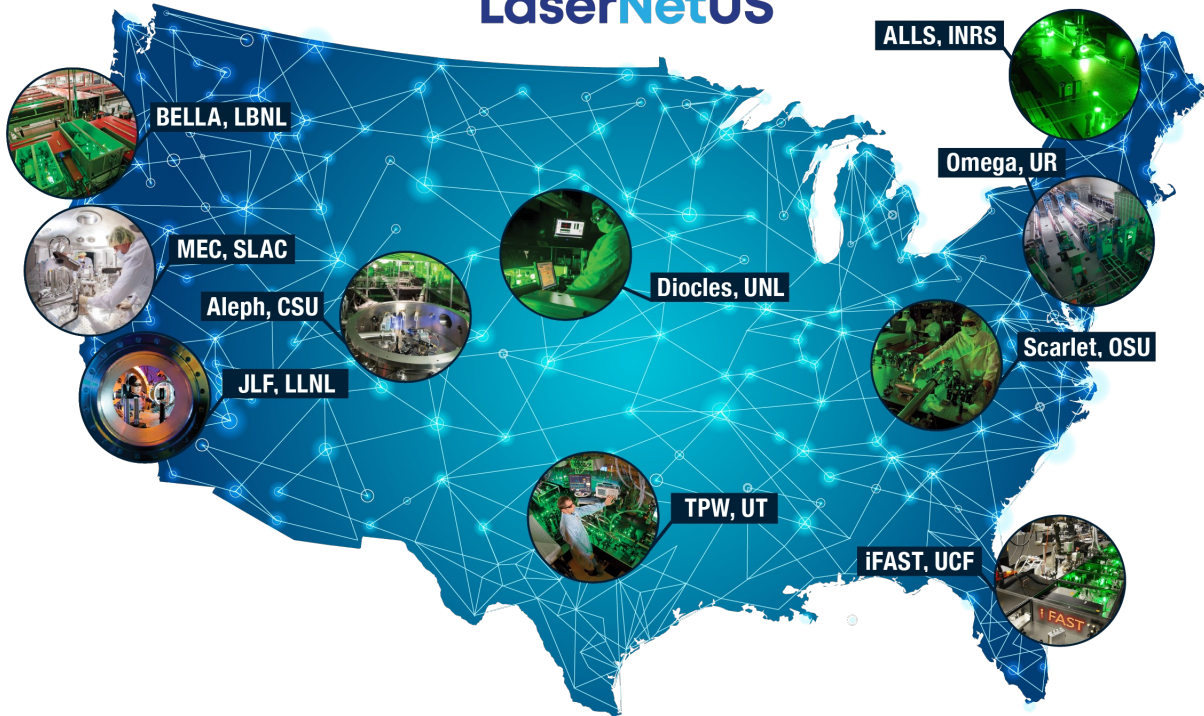 LaserNetUS
ALLS, INRS
BELLA, LBNL
Omega, UR
MEC, SLAC
Diocles, UNL
Aleph, CSU
Scarlet, OSU
JLF, LLNL
TPW, UT
iFAST, UCF
I FAST